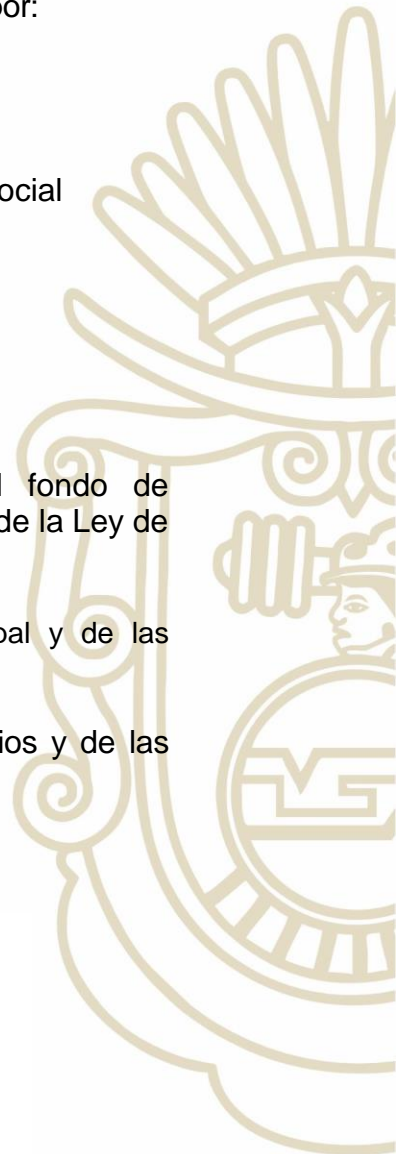 por:
ocial
fondo de
de la Ley de
pal y de las
ios y de las